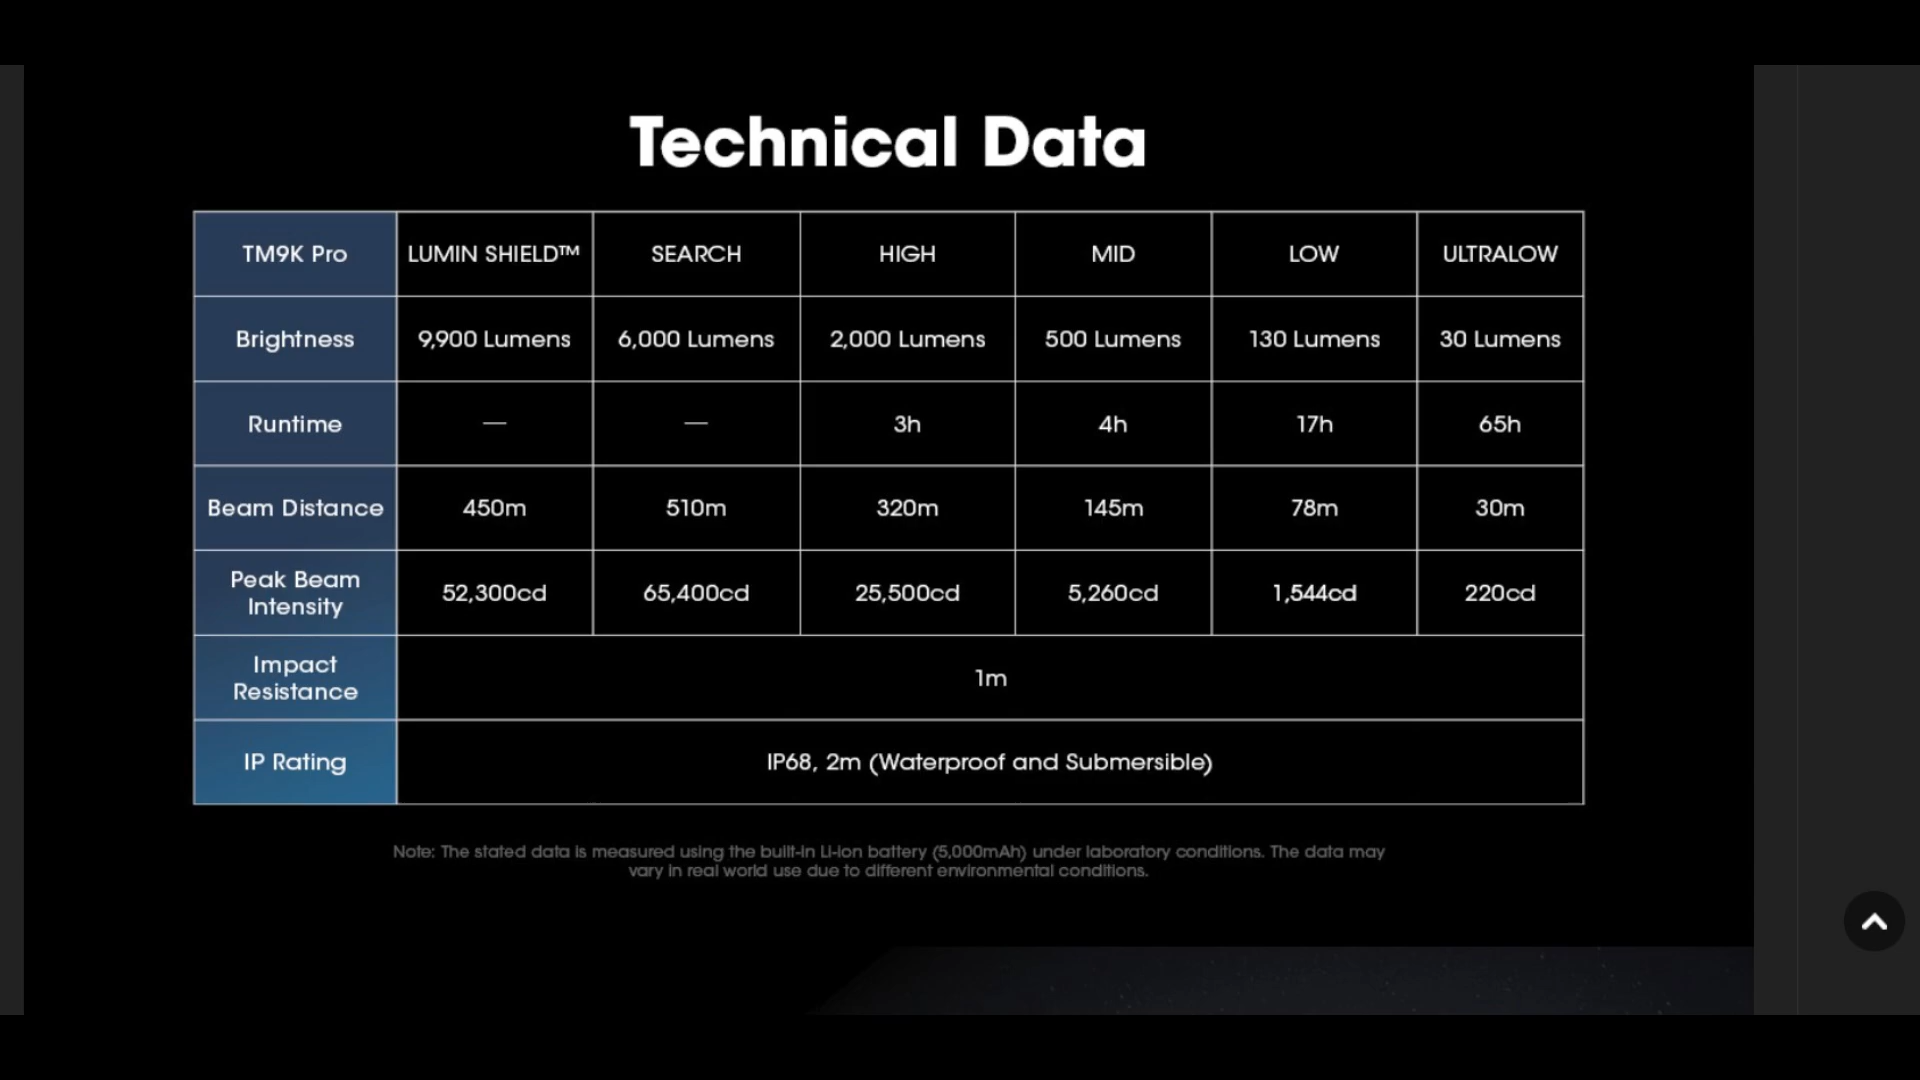 Technical Data
TM9K Pro LUMIN SHIELD™ SEARCH HIGH MID LOW ULTRALOW
Brightness 9,900 Lumens 6,000 Lumens 2,000 Lumens 500 Lumens 130 Lumens 30 Lumens
Runtime — — 3h 4h 17h 65h
Beam Distance 450m 510m 320m 145m 78m 30m
Peak Beam
Intensity 52,300cd 65,400cd 25,500cd 5,260cd 1,544cd 220cd
Impact
Resistance 1m
IP Rating IP68, 2m (Waterproof and Submersible)
Note: The stated data is measured using the built-in Li-ion battery (5,000mAh) under laboratory conditions. The data may
vary in real world use due to different environmental conditions.